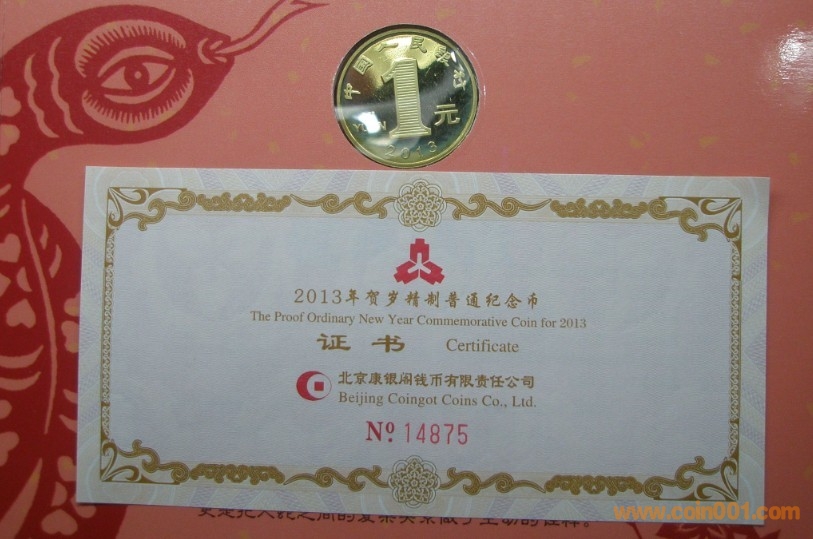 中国人民银行
1
YI YUAN 元
2013
2013年贺岁精制普通纪念币
The Proof Ordinary New Year Commemorative Coin for 2013
证书 Certificate
北京康银阁钱币有限责任公司
Beijing Coingot Coins Co., Ltd.
№ 14875
www.coin001.com